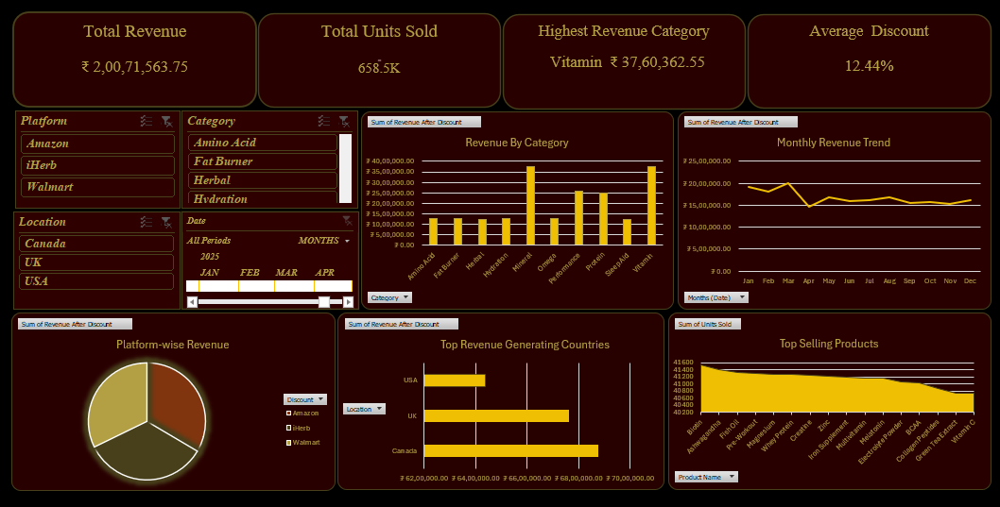 Total Revenue
₹ 2,00,71,563.75
Total Units Sold
658.5K
Highest Revenue Category
Vitamin ₹ 37,60,362.55
Average Discount
12.44%
Platform
Amazon
iHerb
Walmart
Category
Amino Acid
Fat Burner
Herbal
Hydration
Location
Canada
UK
USA
Date
All Periods MONTHS
2025
JAN FEB MAR APR
Sum of Revenue After Discount
Revenue By Category
₹ 40,00,000.00
₹ 35,00,000.00
₹ 30,00,000.00
₹ 25,00,000.00
₹ 20,00,000.00
₹ 15,00,000.00
₹ 10,00,000.00
₹ 5,00,000.00
₹ 0.00
Amino Acid
Fat Burner
Herbal
Hydration
Mineral
Omega
Performance
Protein
Sleep Aid
Vitamin
Category
Sum of Revenue After Discount
Monthly Revenue Trend
₹ 25,00,000.00
₹ 20,00,000.00
₹ 15,00,000.00
₹ 10,00,000.00
₹ 5,00,000.00
₹ 0.00
Jan Feb Mar Apr May Jun Jul Aug Sep Oct Nov Dec
Months (Date)
Sum of Revenue After Discount
Platform-wise Revenue
Discount
Amazon
iHerb
Walmart
Sum of Revenue After Discount
Top Revenue Generating Countries
Location
USA
UK
Canada
₹ 62,00,000.00 ₹ 64,00,000.00 ₹ 66,00,000.00 ₹ 68,00,000.00 ₹ 70,00,000.00
Sum of Units Sold
Top Selling Products
41600
41400
41200
41000
40800
40600
40400
40200
Biotin
Ashwagandha
Fish Oil
Pre-Workout
Magnesium
Whey Protein
Creatine
Zinc
Iron Supplement
Multivitamin
Melatonin
Electrolyte Powder
BCAA
Collagen Peptides
Green Tea Extract
Vitamin C
Product Name